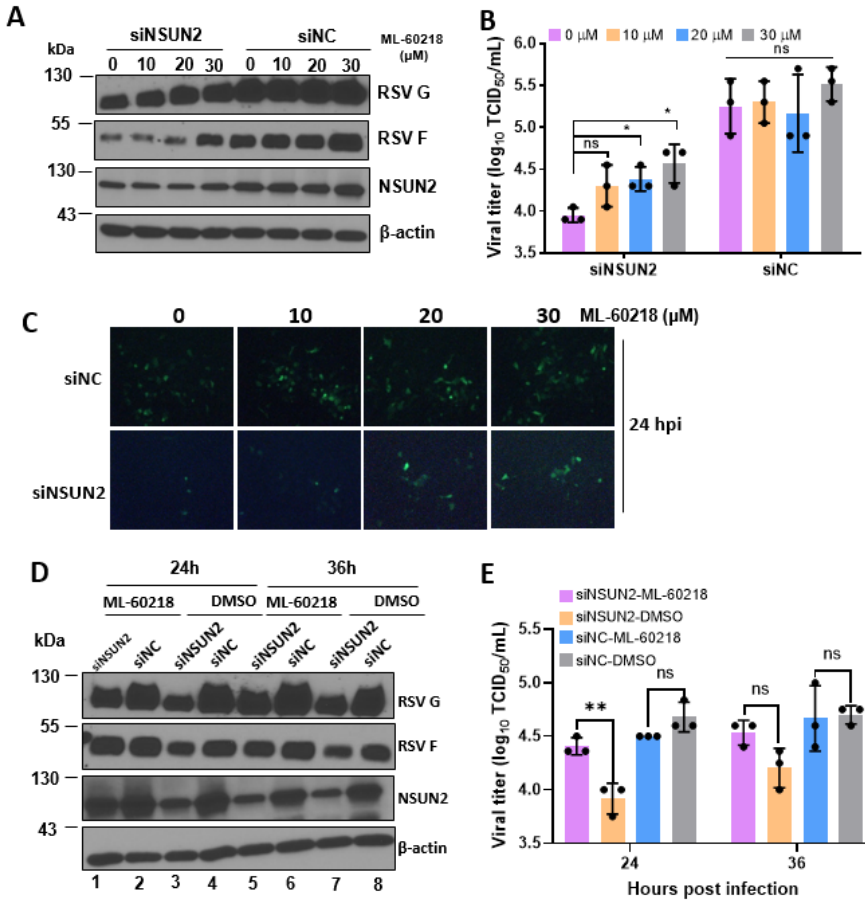 A
siNSUN2 siNC ML-60218
(µM)
kDa 0 10 20 30 0 10 20 30
130 RSV G
55 RSV F
130 NSUN2
43 β-actin
B
0 µM 10 µM 20 µM 30 µM
Viral titer (log10 TCID50/mL)
6.0
5.5
5.0
4.5
4.0
3.5
ns * * ns
siNSUN2 siNC
C
0 10 20 30 ML-60218 (µM)
siNC
siNSUN2
24 hpi
D
24h 36h
ML-60218 DMSO ML-60218 DMSO
kDa siNSUN2 siNC siNSUN2 siNC siNSUN2 siNC siNSUN2 siNC
130 RSV G
55 RSV F
130 NSUN2
43 β-actin
1 2 3 4 5 6 7 8
E
siNSUN2-ML-60218
siNSUN2-DMSO
siNC-ML-60218
siNC-DMSO
Viral titer (log10 TCID50/mL)
5.5
5.0
4.5
4.0
3.5
** ns ns ns
24 36
Hours post infection